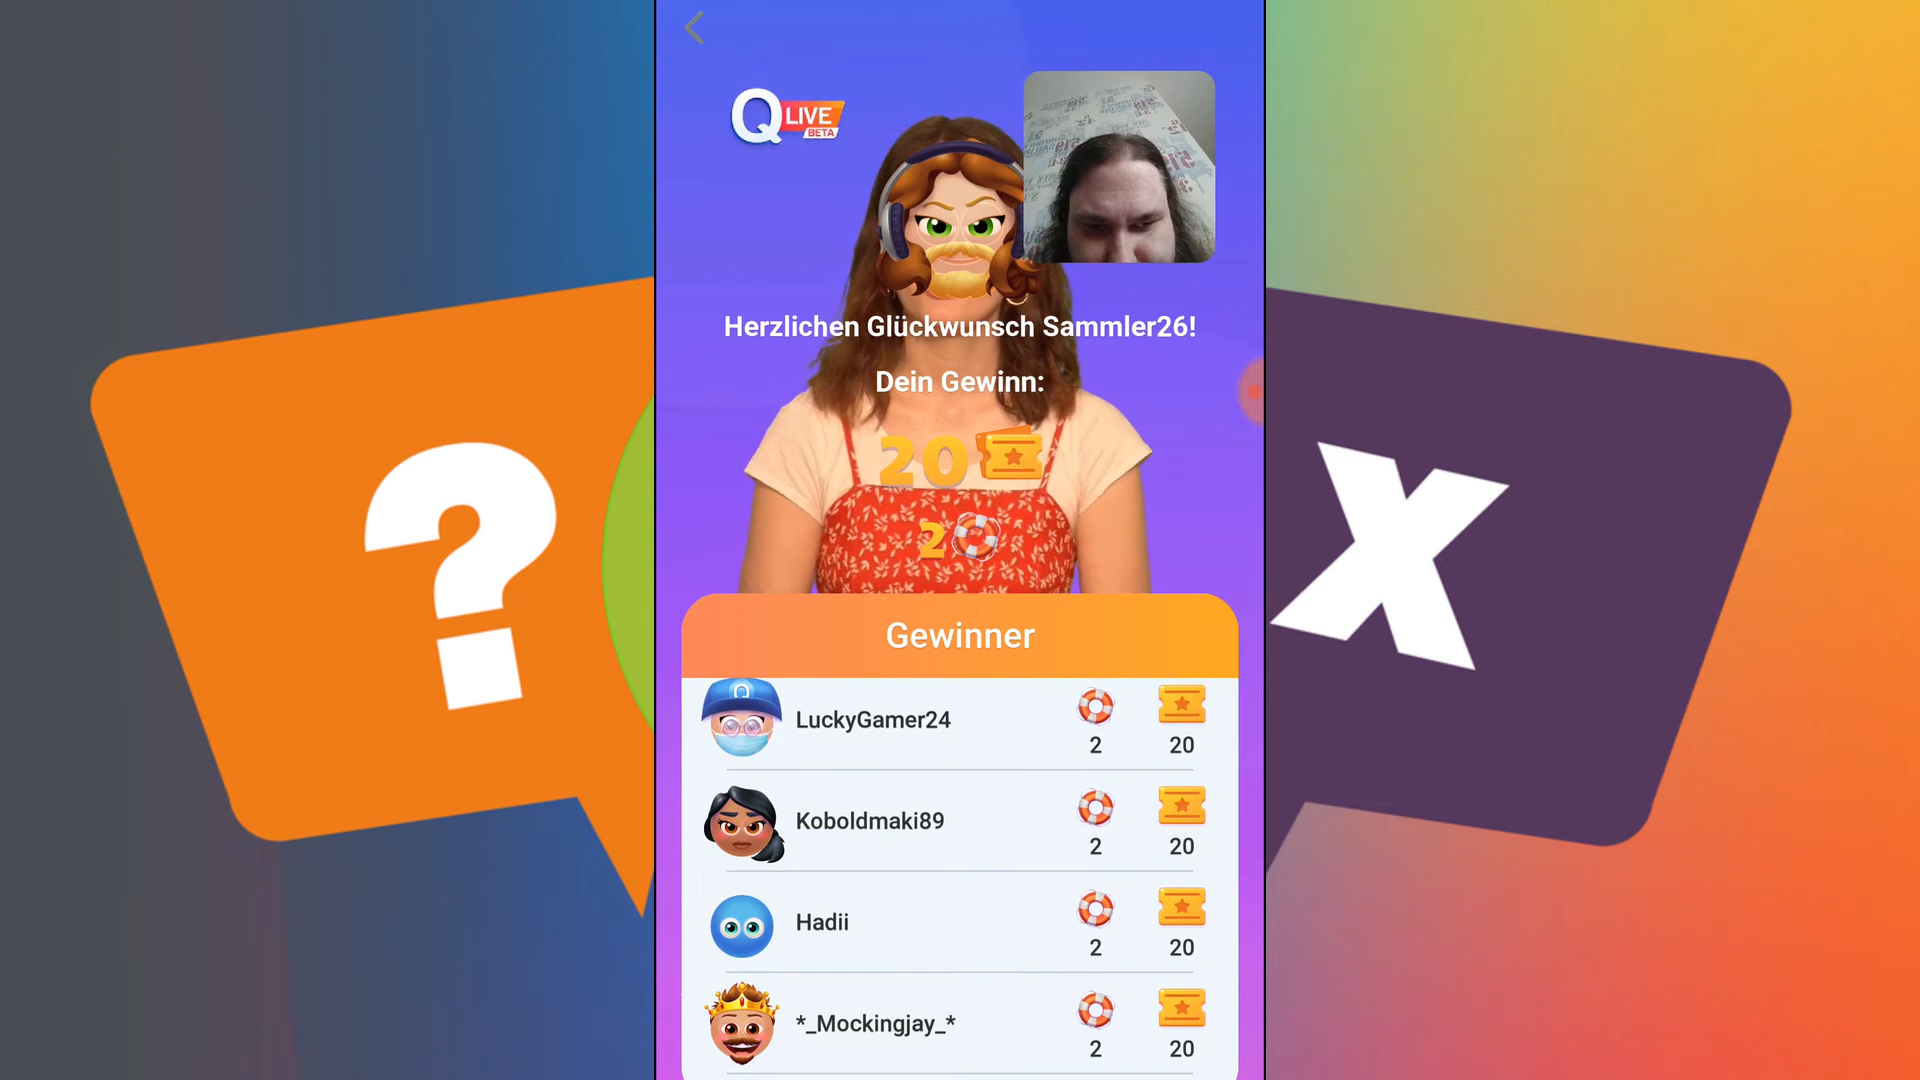 Q LIVE
BETA
Herzlichen Glückwunsch Sammler26!
Dein Gewinn:
20
2
?
X
Gewinner
Q
LuckyGamer24
2
20
Koboldmaki89
2
20
Hadii
2
20
*_Mockingjay_*
2
20